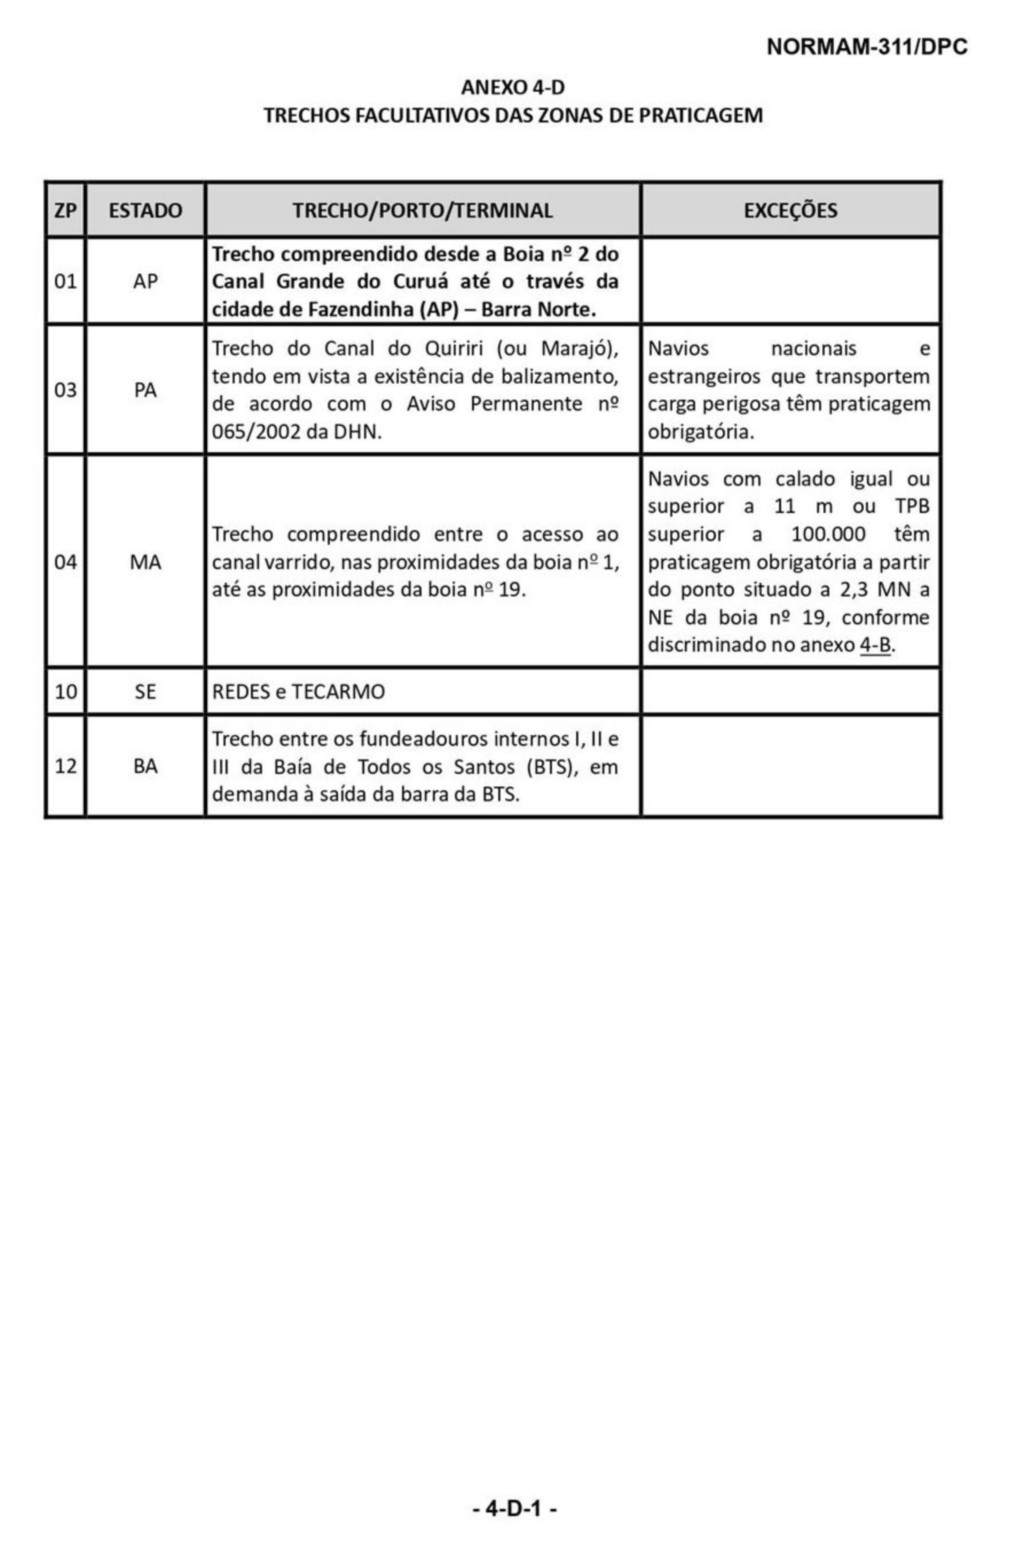 NORMAM-311/DPC
ANEXO 4-D
TRECHOS FACULTATIVOS DAS ZONAS DE PRATICAGEM
ZP ESTADO TRECHO/PORTO/TERMINAL EXCEÇÕES
01 AP
Trecho compreendido desde a Boia nº 2 do
Canal Grande do Curuá até o través da
cidade de Fazendinha (AP) – Barra Norte.
03 PA
Trecho do Canal do Quiriri (ou Marajó),
tendo em vista a existência de balizamento,
de acordo com o Aviso Permanente nº
065/2002 da DHN.
Navios nacionais e
estrangeiros que transportem
carga perigosa têm praticagem
obrigatória.
04 MA
Trecho compreendido entre o acesso ao
canal varrido, nas proximidades da boia nº 1,
até as proximidades da boia nº 19.
Navios com calado igual ou
superior a 11 m ou TPB
superior a 100.000 têm
praticagem obrigatória a partir
do ponto situado a 2,3 MN a
NE da boia nº 19, conforme
discriminado no anexo 4-B.
10 SE REDES e TECARMO
12 BA
Trecho entre os fundeadouros internos I, II e
III da Baía de Todos os Santos (BTS), em
demanda à saída da barra da BTS.
- 4-D-1 -